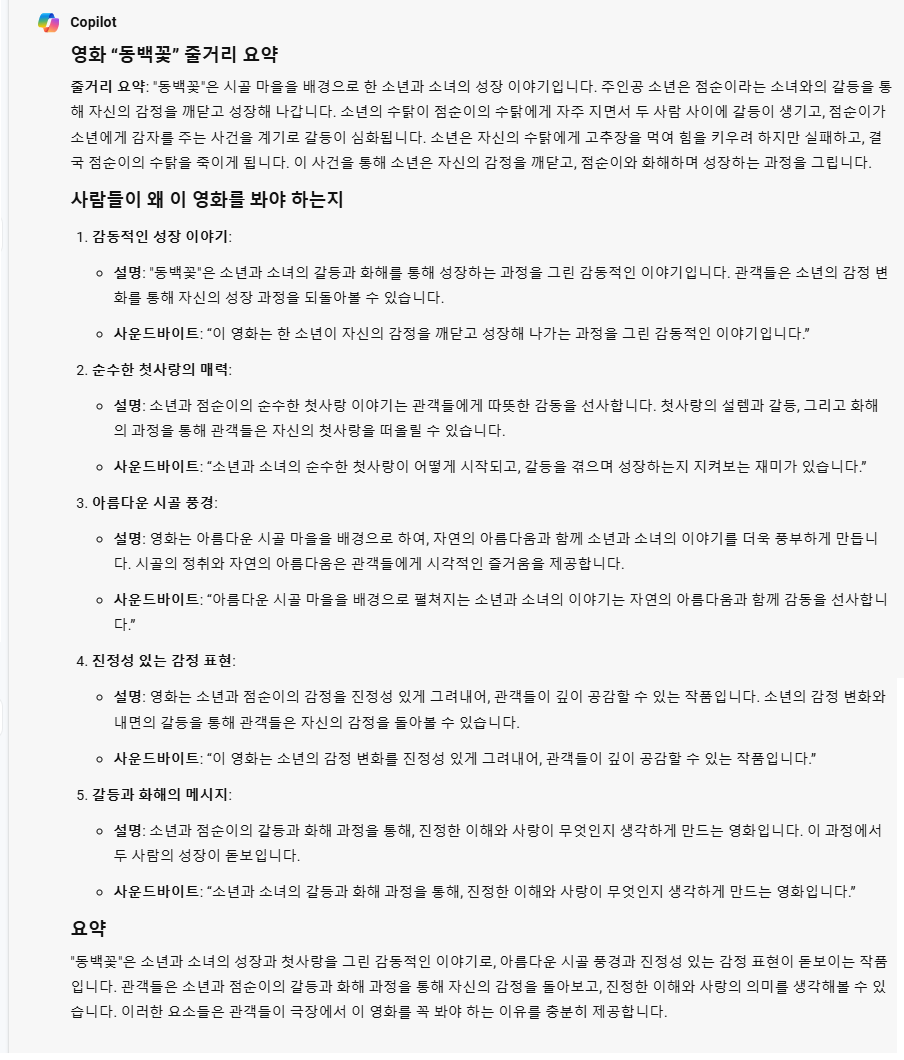 Copilot
영화 “동백꽃” 줄거리 요약
줄거리 요약: "동백꽃"은 시골 마을을 배경으로 한 소년과 소녀의 성장 이야기입니다. 주인공 소년은 점순이라는 소녀와의 갈등을 통
해 자신의 감정을 깨닫고 성장해 나갑니다. 소년의 수탉이 점순이의 수탉에게 자주 지면서 두 사람 사이에 갈등이 생기고, 점순이가
소년에게 감자를 주는 사건을 계기로 갈등이 심화됩니다. 소년은 자신의 수탉에게 고추장을 먹여 힘을 키우려 하지만 실패하고, 결
국 점순이의 수탉을 죽이게 됩니다. 이 사건을 통해 소년은 자신의 감정을 깨닫고, 점순이와 화해하며 성장하는 과정을 그립니다.
사람들이 왜 이 영화를 봐야 하는지
1. 감동적인 성장 이야기:
설명: "동백꽃"은 소년과 소녀의 갈등과 화해를 통해 성장하는 과정을 그린 감동적인 이야기입니다. 관객들은 소년의 감정 변
화를 통해 자신의 성장 과정을 되돌아볼 수 있습니다.
사운드바이트: “이 영화는 한 소년이 자신의 감정을 깨닫고 성장해 나가는 과정을 그린 감동적인 이야기입니다.”
2. 순수한 첫사랑의 매력:
설명: 소년과 점순이의 순수한 첫사랑 이야기는 관객들에게 따뜻한 감동을 선사합니다. 첫사랑의 설렘과 갈등, 그리고 화해
의 과정을 통해 관객들은 자신의 첫사랑을 떠올릴 수 있습니다.
사운드바이트: “소년과 소녀의 순수한 첫사랑이 어떻게 시작되고, 갈등을 겪으며 성장하는지 지켜보는 재미가 있습니다.”
3. 아름다운 시골 풍경:
설명: 영화는 아름다운 시골 마을을 배경으로 하여, 자연의 아름다움과 함께 소년과 소녀의 이야기를 더욱 풍부하게 만듭니
다. 시골의 정취와 자연의 아름다움은 관객들에게 시각적인 즐거움을 제공합니다.
사운드바이트: “아름다운 시골 마을을 배경으로 펼쳐지는 소년과 소녀의 이야기는 자연의 아름다움과 함께 감동을 선사합니
다.”
4. 진정성 있는 감정 표현:
설명: 영화는 소년과 점순이의 감정을 진정성 있게 그려내어, 관객들이 깊이 공감할 수 있는 작품입니다. 소년의 감정 변화와
내면의 갈등을 통해 관객들은 자신의 감정을 돌아볼 수 있습니다.
사운드바이트: “이 영화는 소년의 감정 변화를 진정성 있게 그려내어, 관객들이 깊이 공감할 수 있는 작품입니다.”
5. 갈등과 화해의 메시지:
설명: 소년과 점순이의 갈등과 화해 과정을 통해, 진정한 이해와 사랑이 무엇인지 생각하게 만드는 영화입니다. 이 과정에서
두 사람의 성장이 돋보입니다.
사운드바이트: “소년과 소녀의 갈등과 화해 과정을 통해, 진정한 이해와 사랑이 무엇인지 생각하게 만드는 영화입니다.”
요약
"동백꽃"은 소년과 소녀의 성장과 첫사랑을 그린 감동적인 이야기로, 아름다운 시골 풍경과 진정성 있는 감정 표현이 돋보이는 작품
입니다. 관객들은 소년과 점순이의 갈등과 화해 과정을 통해 자신의 감정을 돌아보고, 진정한 이해와 사랑의 의미를 생각해볼 수 있
습니다. 이러한 요소들은 관객들이 극장에서 이 영화를 꼭 봐야 하는 이유를 충분히 제공합니다.